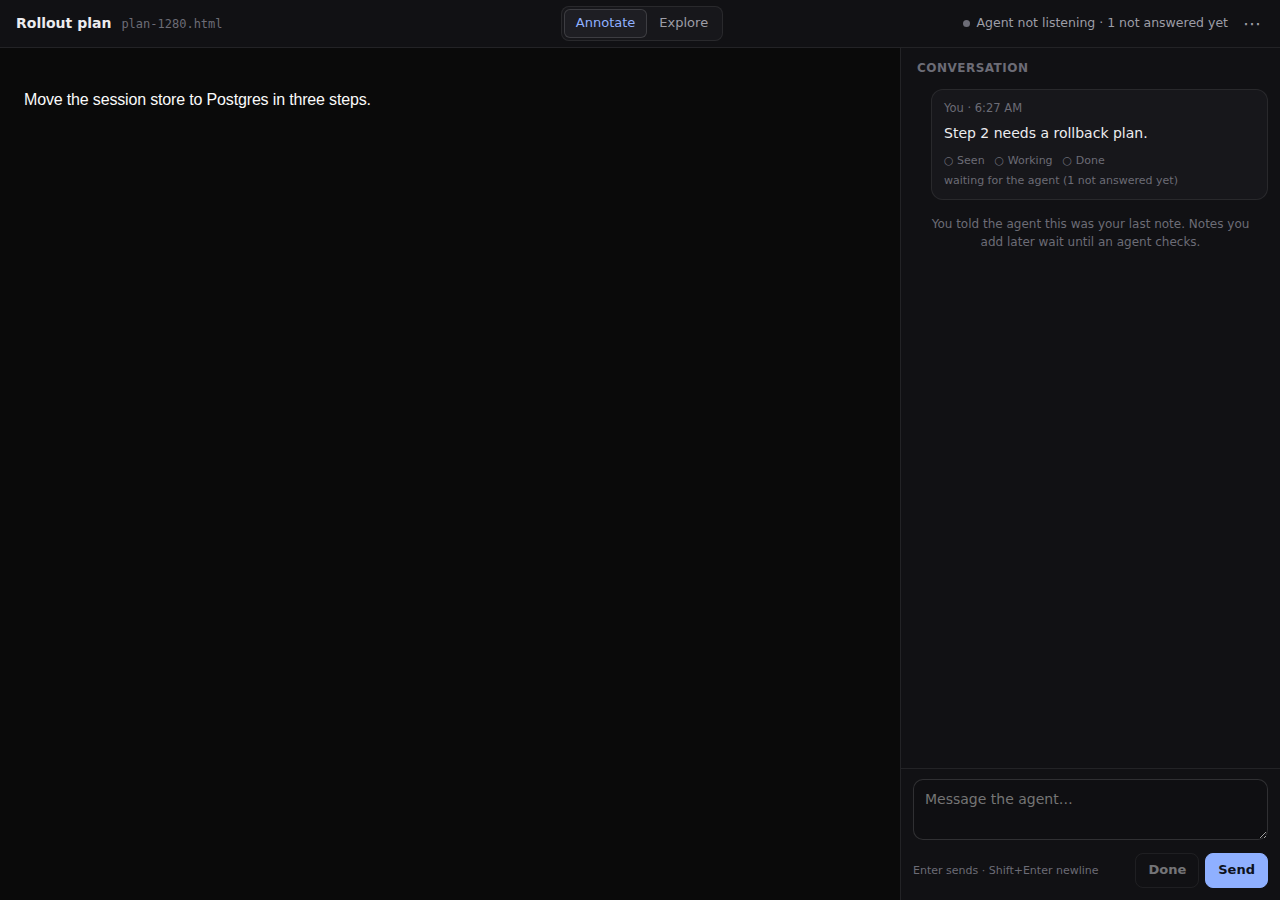 Rollout plan plan-1280.html
Annotate Explore
Agent not listening · 1 not answered yet ⋯
Move the session store to Postgres in three steps.
CONVERSATION
You · 6:27 AM
Step 2 needs a rollback plan.
○ Seen ○ Working ○ Done
waiting for the agent (1 not answered yet)
You told the agent this was your last note. Notes you
add later wait until an agent checks.
Message the agent…
Enter sends · Shift+Enter newline
Done
Send